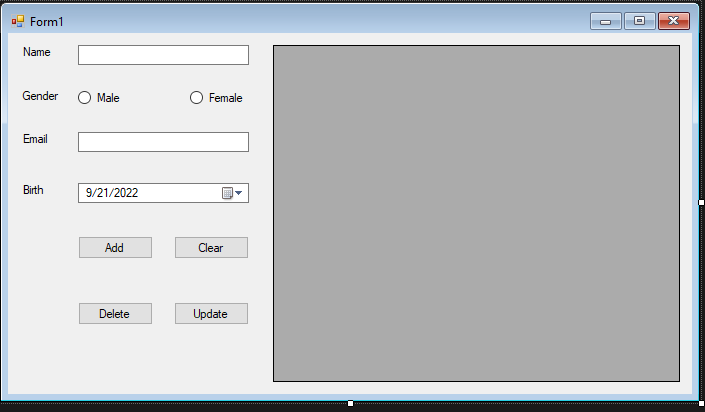 Form1
Name
Gender Male Female
Email
Birth 9/21/2022
Add Clear
Delete Update